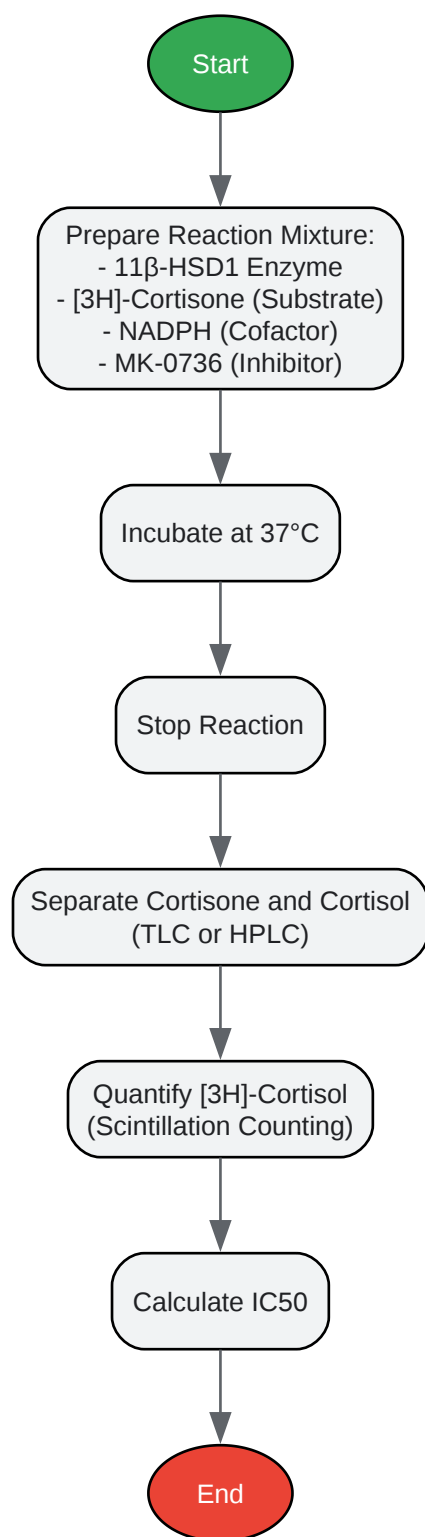 Start
Prepare Reaction Mixture:
- 11β-HSD1 Enzyme
- [3H]-Cortisone (Substrate)
- NADPH (Cofactor)
- MK-0736 (Inhibitor)
Incubate at 37°C
Stop Reaction
Separate Cortisone and Cortisol
(TLC or HPLC)
Quantify [3H]-Cortisol
(Scintillation Counting)
Calculate IC50
End